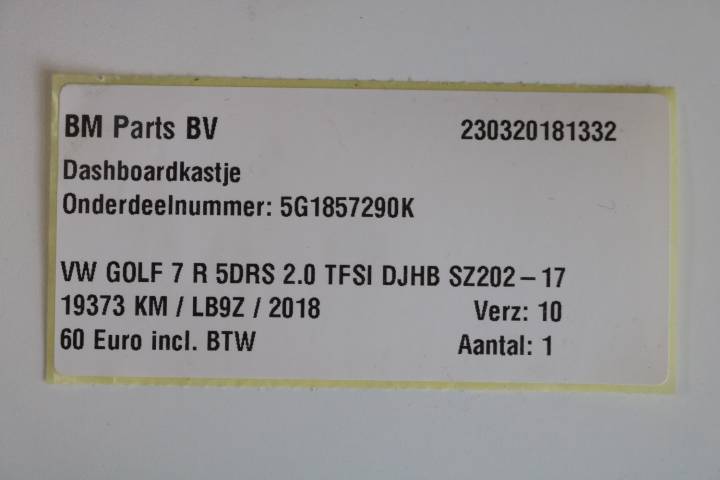 BM Parts BV 230320181332
Dashboardkastje
Onderdeelnummer: 5G1857290K
VW GOLF 7 R 5DRS 2.0 TFSI DJHB SZ202 – 17
19373 KM / LB9Z / 2018 Verz: 10
60 Euro incl. BTW Aantal: 1